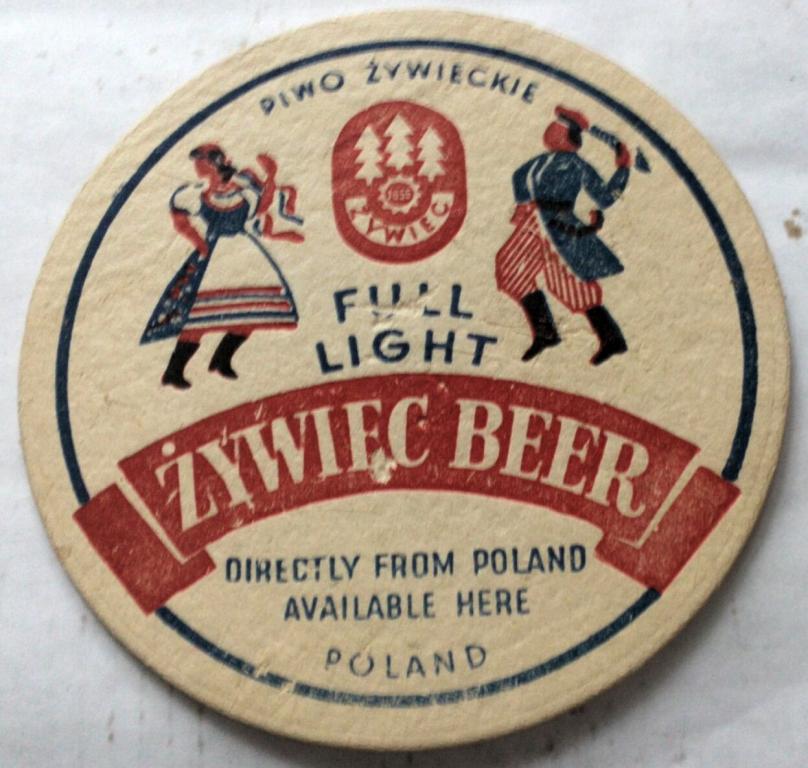 PIWO ŻYWIECKIE
1856
ŻYWIEC
FULL
LIGHT
ŻYWIEC BEER
DIRECTLY FROM POLAND
AVAILABLE HERE
POLAND